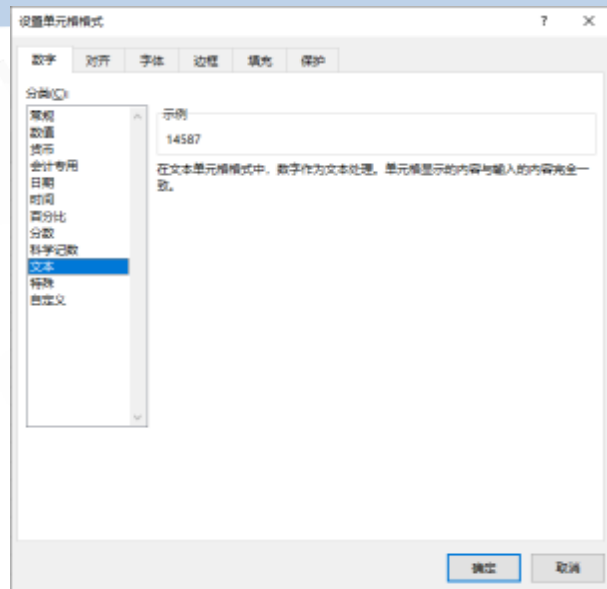 设置单元格格式
? ×
数字 对齐 字体 边框 填充 保护
分类(C):
常规
数值
货币
会计专用
日期
时间
百分比
分数
科学记数
文本
特殊
自定义
示例
14587
在文本单元格格式中，数字作为文本处理。单元格显示的内容与输入的内容完全一
致。
确定 取消